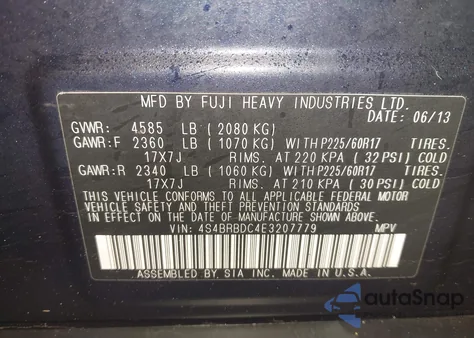 MFD BY FUJI HEAVY INDUSTRIES LTD.
DATE: 06/13
GVWR: 4585 LB (2080 KG)
GAWR:F 2360 LB (1070 KG) WITH P225/60R17 TIRES.
17X7J RIMS. AT 220 KPA (32 PSI) COLD
GAWR:R 2340 LB (1060 KG) WITH P225/60R17 TIRES.
17X7J RIMS. AT 210 KPA (30 PSI) COLD
THIS VEHICLE CONFORMS TO ALL APPLICABLE FEDERAL MOTOR
VEHICLE SAFETY AND THEFT PREVENTION STANDARDS IN EFFECT
ON THE DATE OF MANUFACTURE SHOWN ABOVE.
VIN: 4S4BRBDC4E3207779 MPV
ASSEMBLED BY SIA INC. MADE IN U.S.A
autoSnap